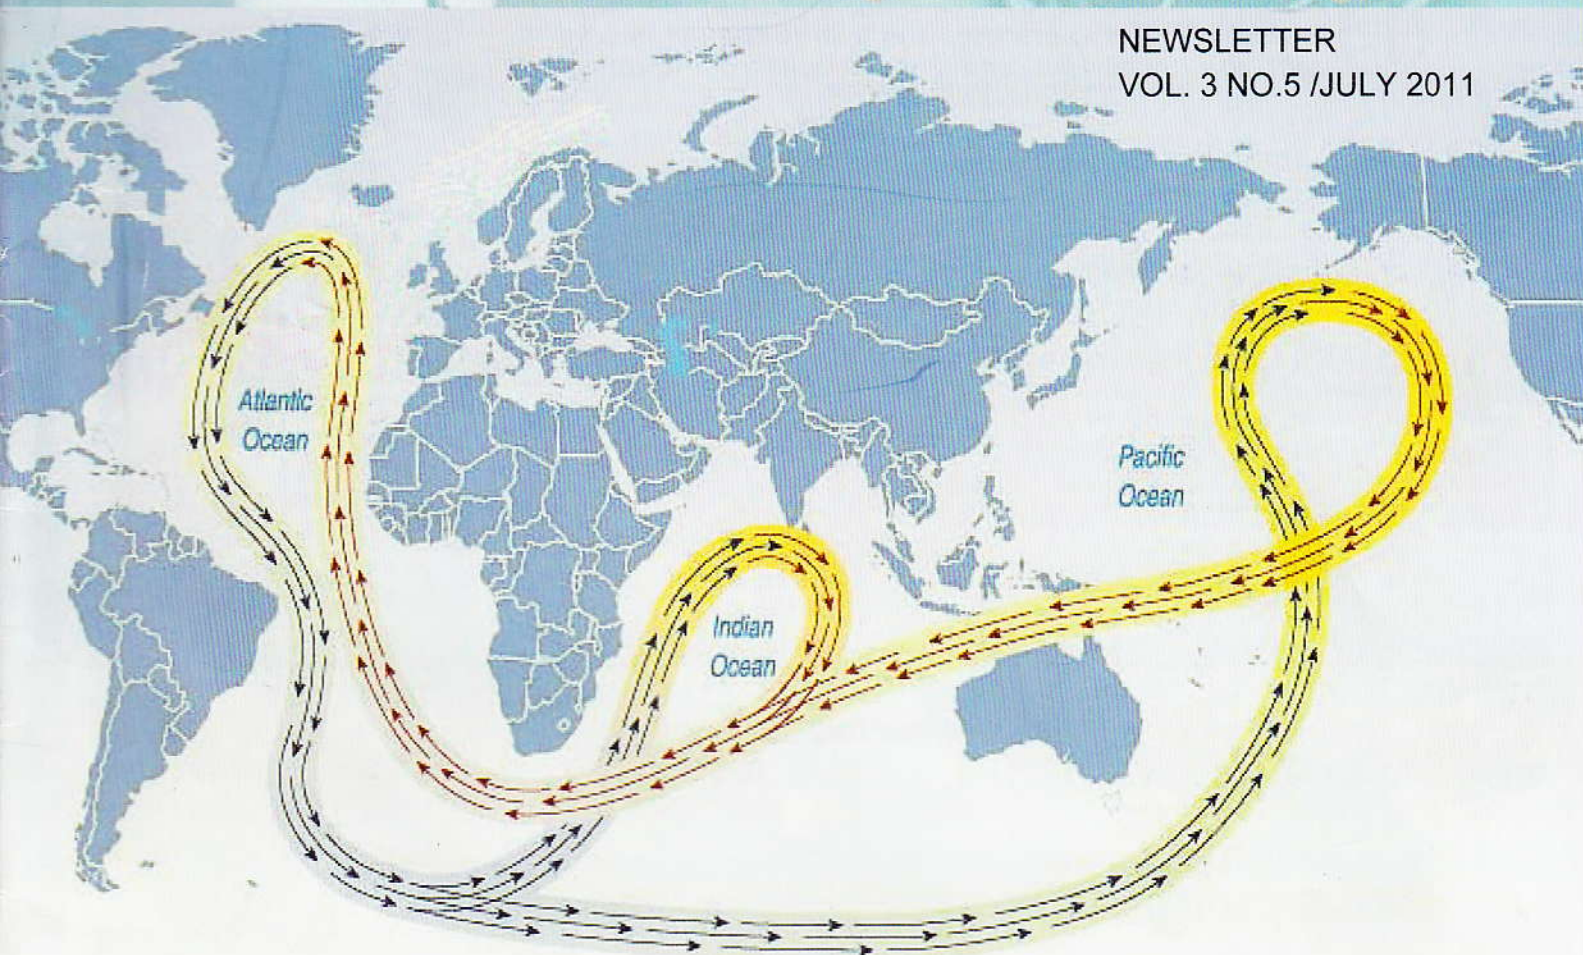 NEWSLETTER
VOL. 3 NO.5 /JULY 2011
Atlantic
Ocean
Pacific
Ocean
Indian
Ocean